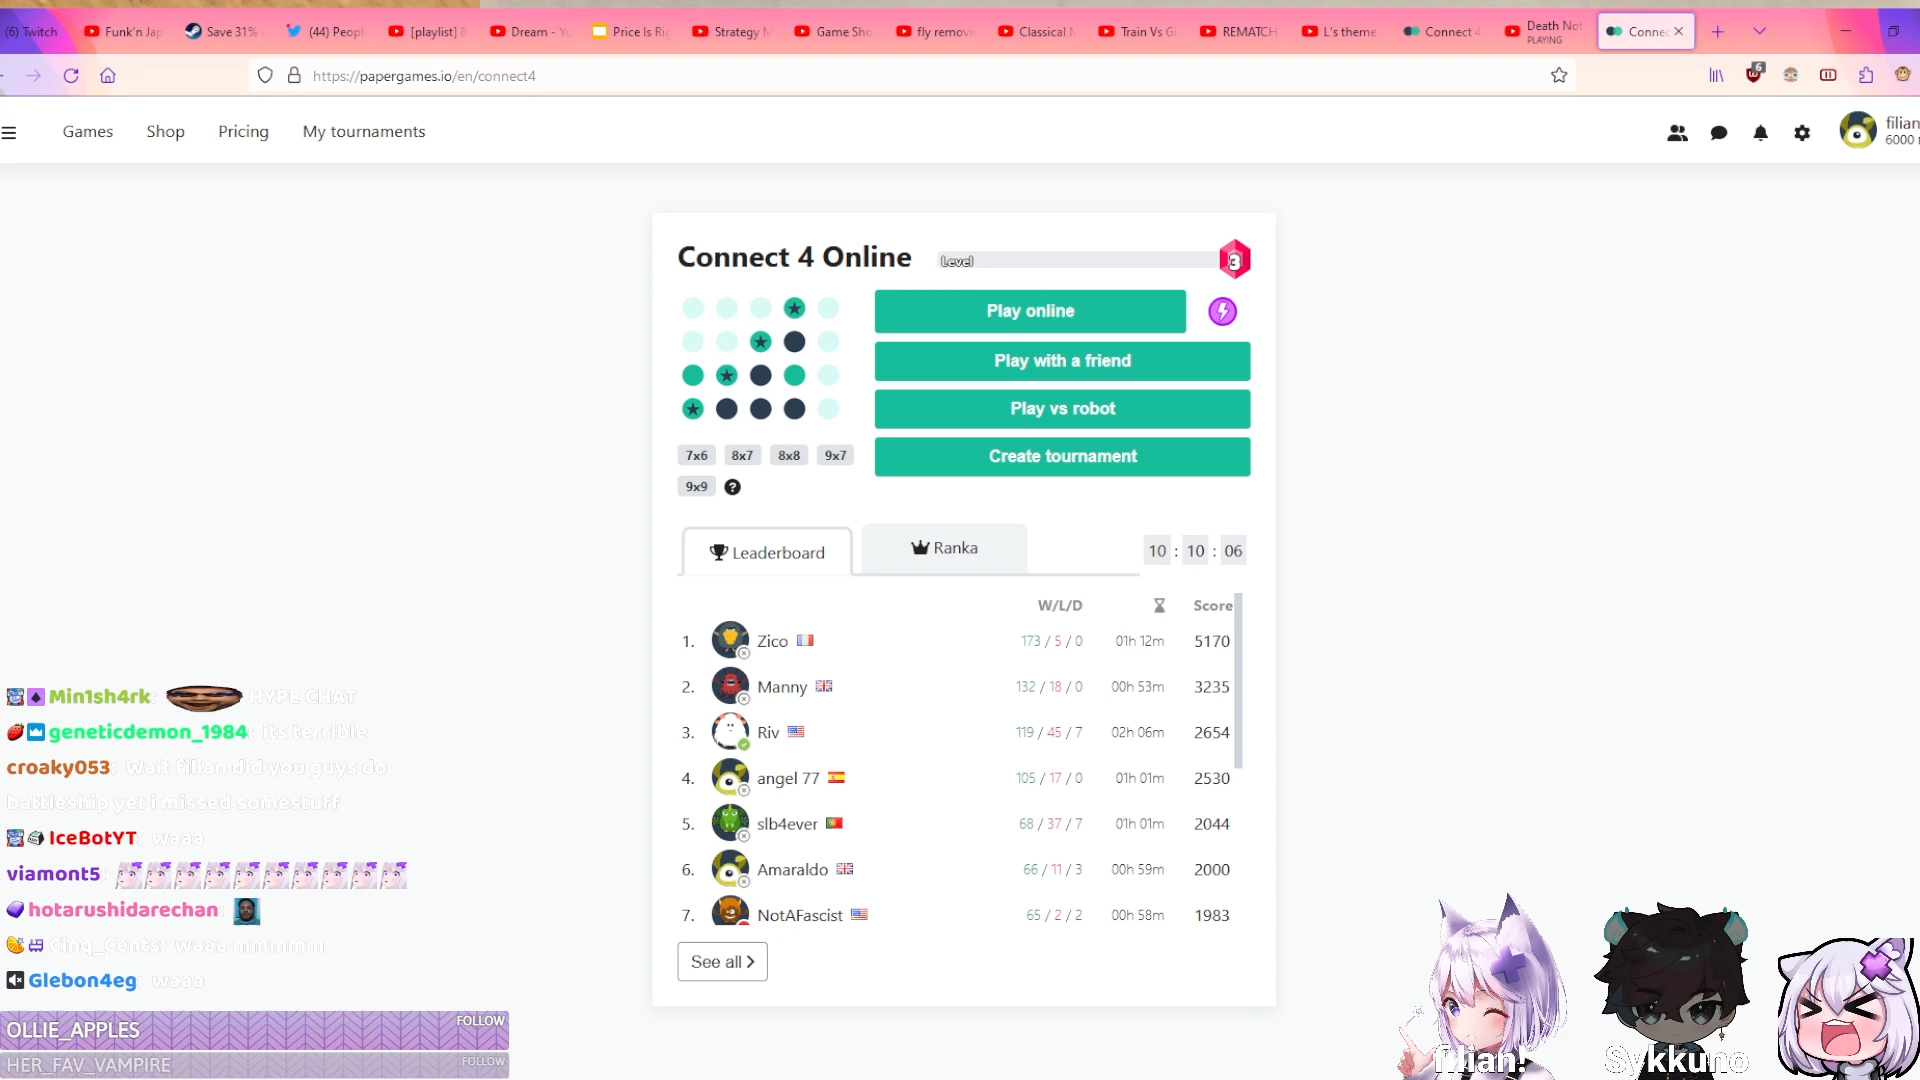 (6) Twitch
Funk'n Jap
Save 31%
(44) Peopl
[playlist] 8
Dream - Yo
Price Is Rig
Strategy M
Game Sho
fly removi
Classical M
Train Vs Gi
REMATCH
L's theme
Connect 4
Death Not
PLAYING
Connec
https://papergames.io/en/connect4
6
Games
Shop
Pricing
My tournaments
filian
6000
Connect 4 Online
Level
3
Play online
Play with a friend
Play vs robot
Create tournament
7x6
8x7
8x8
9x7
9x9
?
Leaderboard
Ranka
10 : 10 : 06
W/L/D
Score
1. Zico 173 / 5 / 0 01h 12m 5170
2. Manny 132 / 18 / 0 00h 53m 3235
3. Riv 119 / 45 / 7 02h 06m 2654
4. angel 77 105 / 17 / 0 01h 01m 2530
5. slb4ever 68 / 37 / 7 01h 01m 2044
6. Amaraldo 66 / 11 / 3 00h 59m 2000
7. NotAFascist 65 / 2 / 2 00h 58m 1983
See all
Min1sh4rk: HYPE CHAT
geneticdemon_1984: its terrible
croaky053: Wait filian did you guys do
battleship yet i missed somestuff
IceBotYT: waaa
viamont5:
hotarushidarechan:
Cinq_Cents: waaa mmmmm
Glebon4eg: waaa
OLLIE_APPLES
FOLLOW
HER_FAV_VAMPIRE
FOLLOW
filian!
Sykkuno